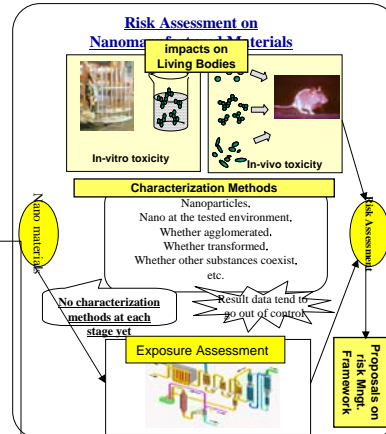 Risk Assessment on
Nanomanufactured Materials
impacts on
Living Bodies
In-vitro toxicity
In-vivo toxicity
Characterization Methods
Nanoparticles,
Nano at the tested environment,
Whether agglomerated,
Whether transformed,
Whether other substances coexist,
etc.
Nano materials
Risk Assessment
No characterization
methods at each
stage yet
Result data tend to
go out of control
Exposure Assessment
Proposals on
risk Mngt.
Framework